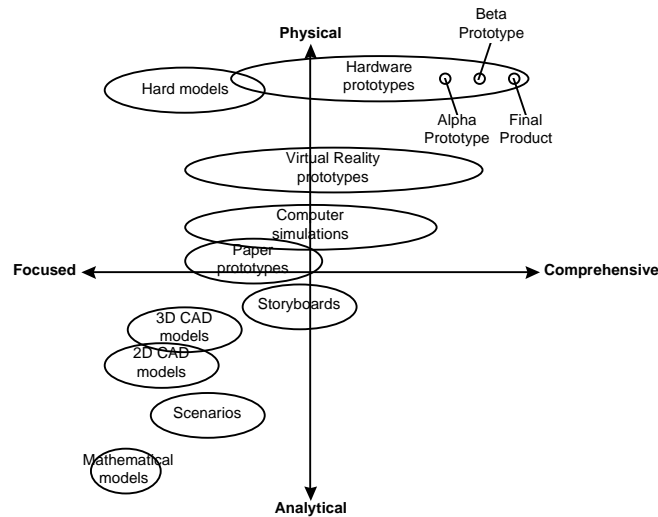 Beta
Prototype
Physical
Hardware
prototypes
Hard models
Alpha
Prototype
Final
Product
Virtual Reality
prototypes
Computer
simulations
Paper
prototypes
Focused
Comprehensive
Storyboards
3D CAD
models
2D CAD
models
Scenarios
Mathematical
models
Analytical